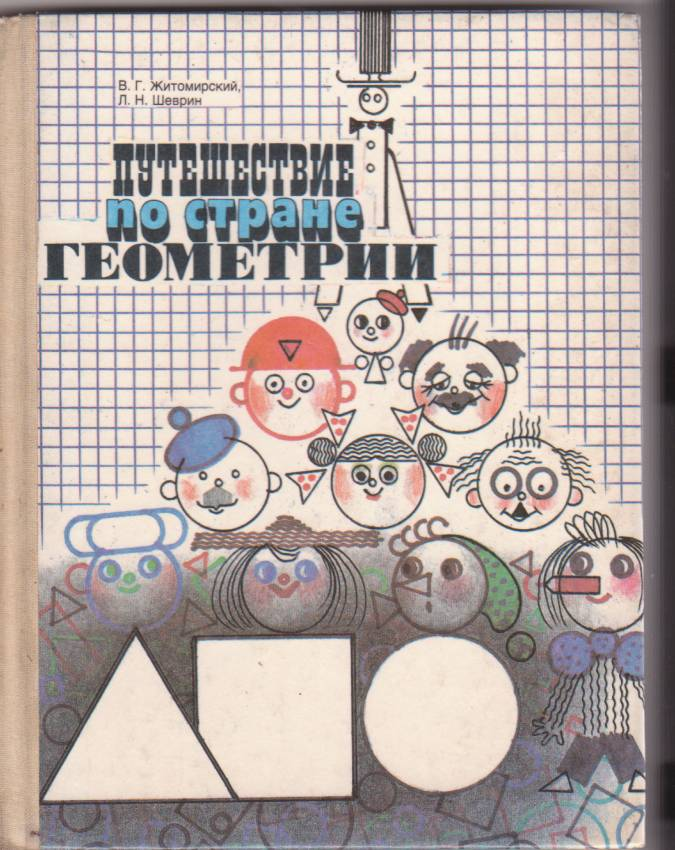 В. Г. Житомирский,
Л. Н. Шеврин
ПУТЕШЕСТВИЕ
по стране
ГЕОМЕТРИИ